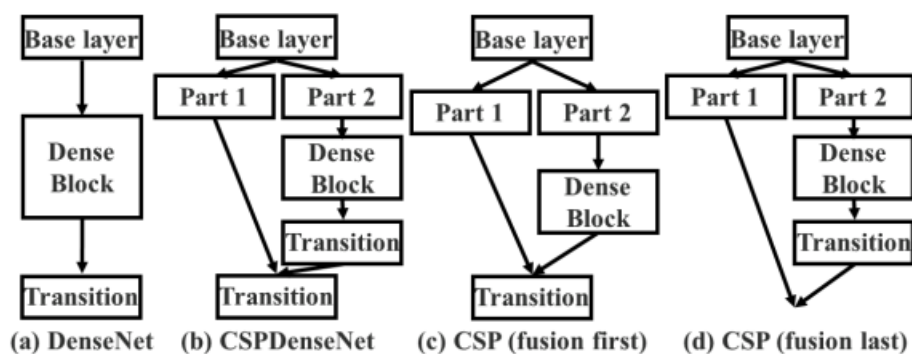 Base layer
Dense
Block
Transition
(a) DenseNet
Base layer
Part 1
Part 2
Dense
Block
Transition
Transition
(b) CSPDenseNet
Base layer
Part 1
Part 2
Dense
Block
Transition
(c) CSP (fusion first)
Base layer
Part 1
Part 2
Dense
Block
Transition
(d) CSP (fusion last)